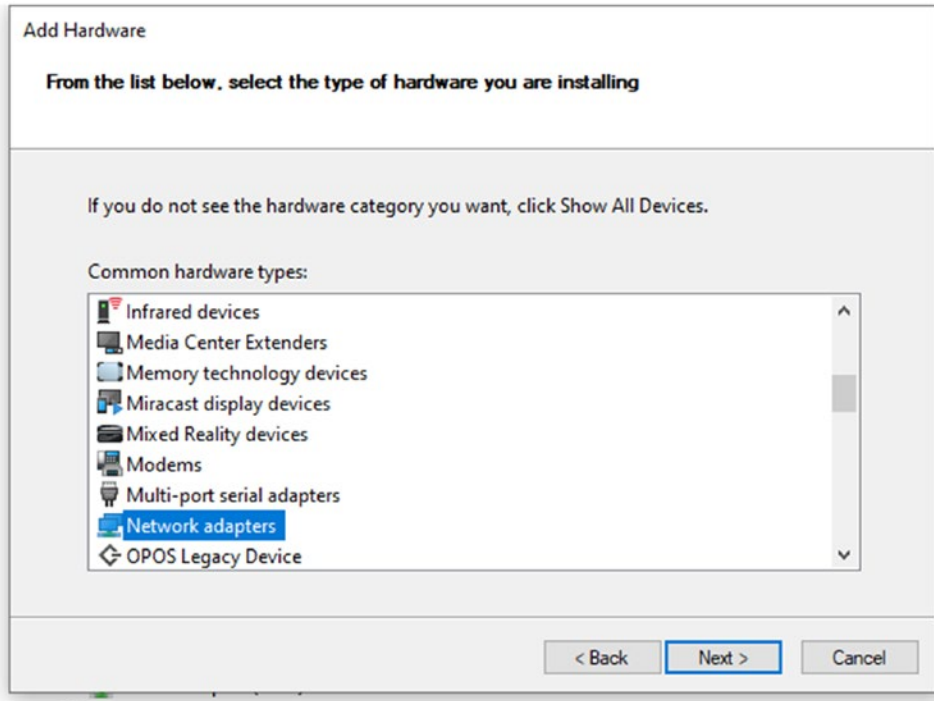 Add Hardware
From the list below, select the type of hardware you are installing
If you do not see the hardware category you want, click Show All Devices.
Common hardware types:
Infrared devices
Media Center Extenders
Memory technology devices
Miracast display devices
Mixed Reality devices
Modems
Multi-port serial adapters
Network adapters
OPOS Legacy Device
< Back Next > Cancel